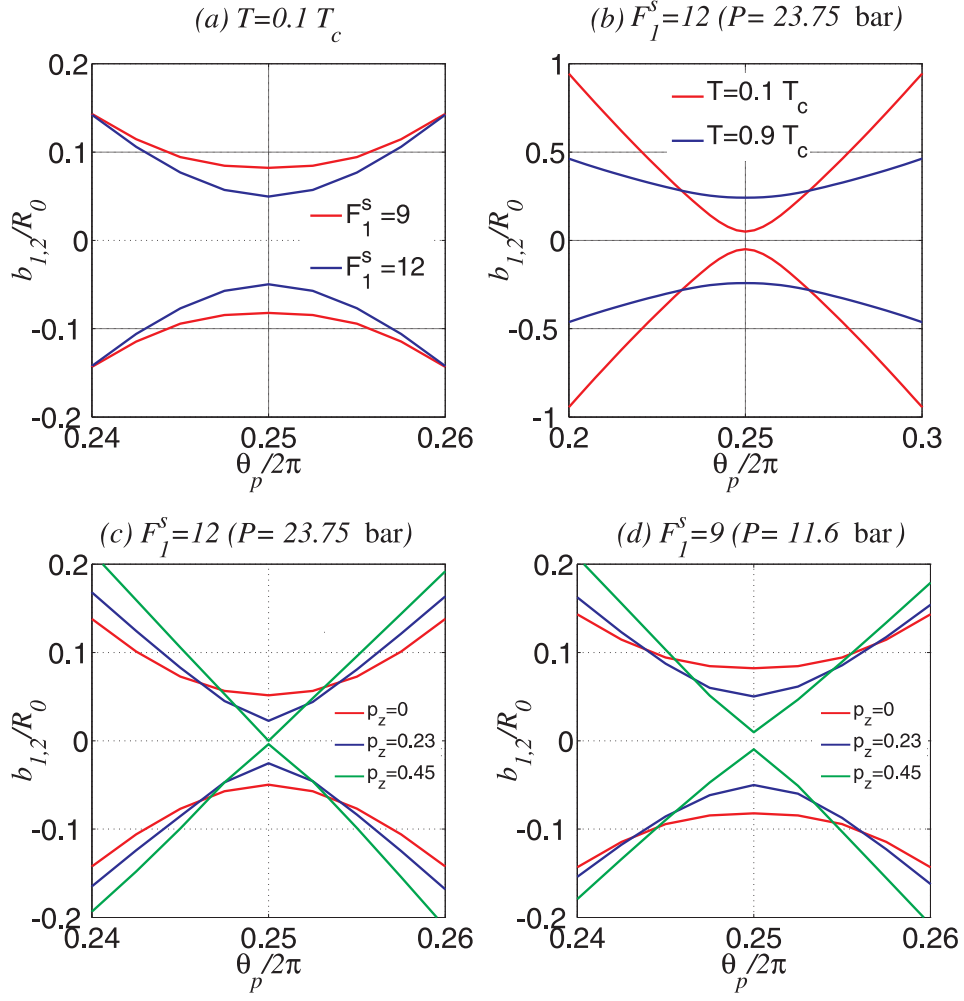 (a) T=0.1 T_c
0.2
0.1
0
-0.1
-0.2
b_{1,2}/R_0
F_1^s=9
F_1^s=12
0.24
0.25
0.26
θ_p/2π
(b) F_1^s=12 (P= 23.75 bar)
1
0.5
0
-0.5
-1
b_{1,2}/R_0
T=0.1 T_c
T=0.9 T_c
0.2
0.25
0.3
θ_p/2π
(c) F_1^s=12 (P= 23.75 bar)
0.2
0.1
0
-0.1
-0.2
b_{1,2}/R_0
p_z=0
p_z=0.23
p_z=0.45
0.24
0.25
0.26
θ_p/2π
(d) F_1^s=9 (P= 11.6 bar)
0.2
0.1
0
-0.1
-0.2
b_{1,2}/R_0
p_z=0
p_z=0.23
p_z=0.45
0.24
0.25
0.26
θ_p/2π